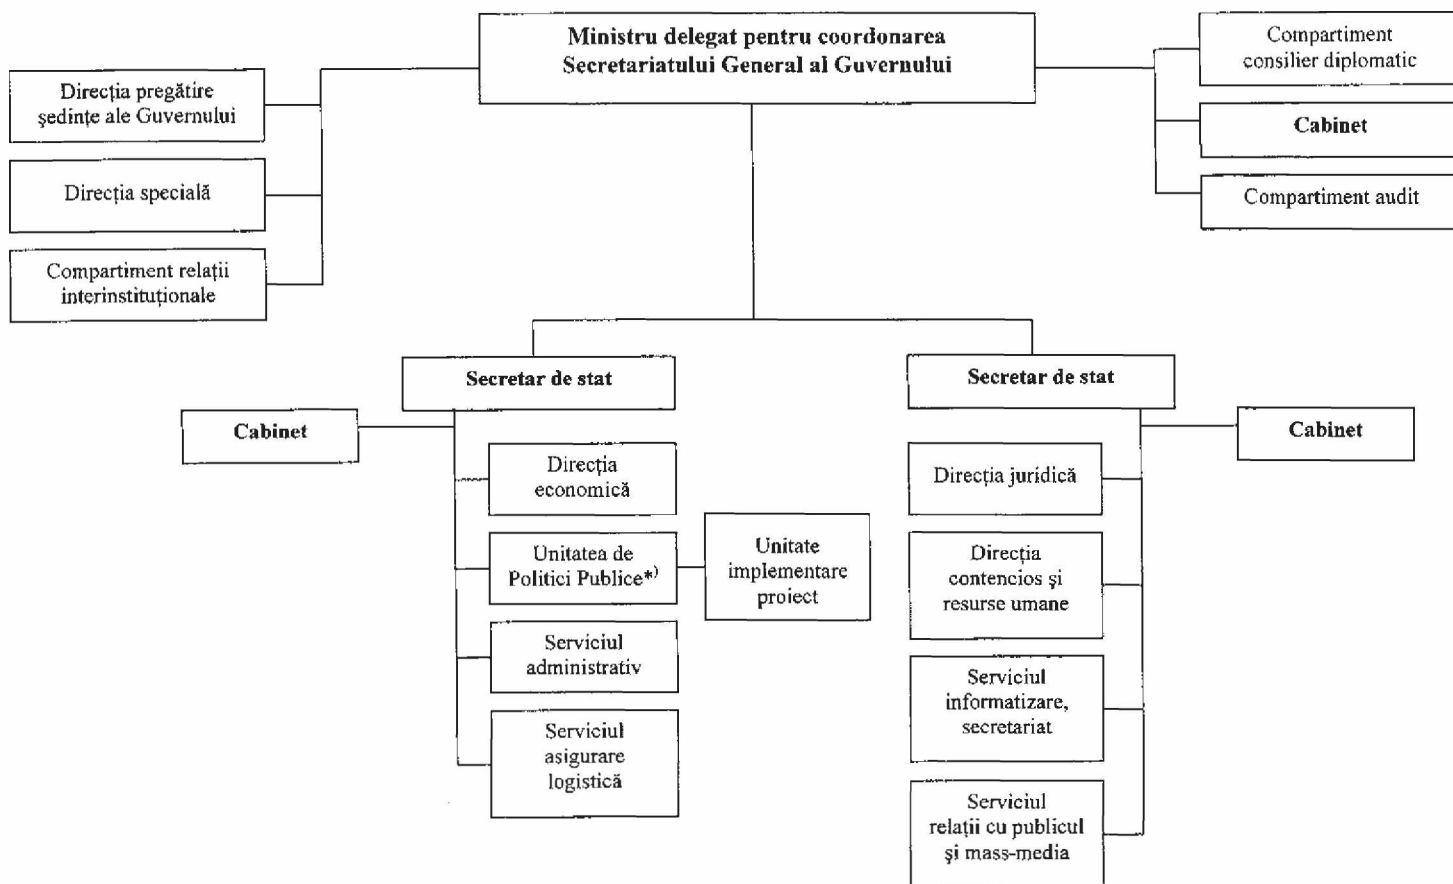 Ministru delegat pentru coordonarea
Secretariatului General al Guvernului
Compartiment
consilier diplomatic
Direcția pregătire
ședințe ale Guvernului
Cabinet
Direcția specială
Compartiment audit
Compartiment relații
interinstituționale
Secretar de stat
Secretar de stat
Cabinet
Cabinet
Direcția
economică
Direcția juridică
Unitatea de
Politici Publice*)
Unitate
implementare
proiect
Direcția
contencios și
resurse umane
Serviciul
administrativ
Serviciul
informatizare,
secretariat
Serviciul
asigurare
logistică
Serviciul
relații cu publicul
și mass-media